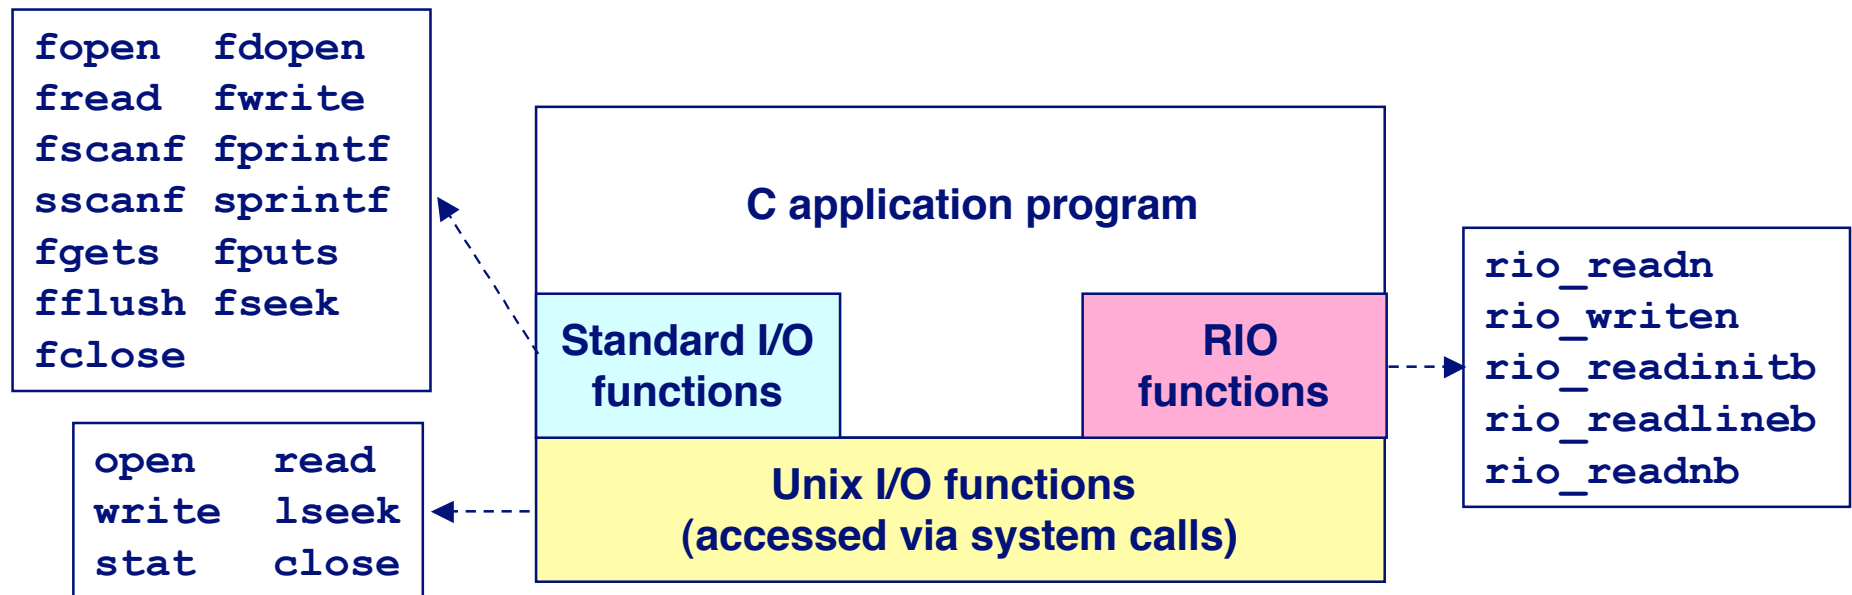 fopen fdopen
fread fwrite
fscanf fprintf
sscanf sprintf
fgets fputs
fflush fseek
fclose
C application program
Standard I/O
functions
RIO
functions
rio_readn
rio_writen
rio_readinitb
rio_readlineb
rio_readnb
open read
write lseek
stat close
Unix I/O functions
(accessed via system calls)